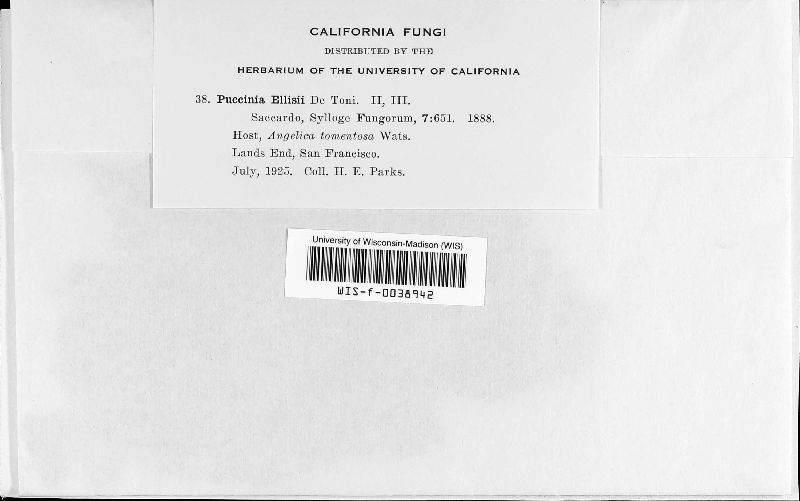 CALIFORNIA FUNGI
DISTRIBUTED BY THE
HERBARIUM OF THE UNIVERSITY OF CALIFORNIA
38. Puccinia Ellisii De Toni. II, III.
Saccardo, Sylloge Fungorum, 7:651. 1888.
Host, Angelica tomentosa Wats.
Lands End, San Francisco.
July, 1925. Coll. H. E. Parks.
University of Wisconsin-Madison (WIS)
WIS-f-0038942